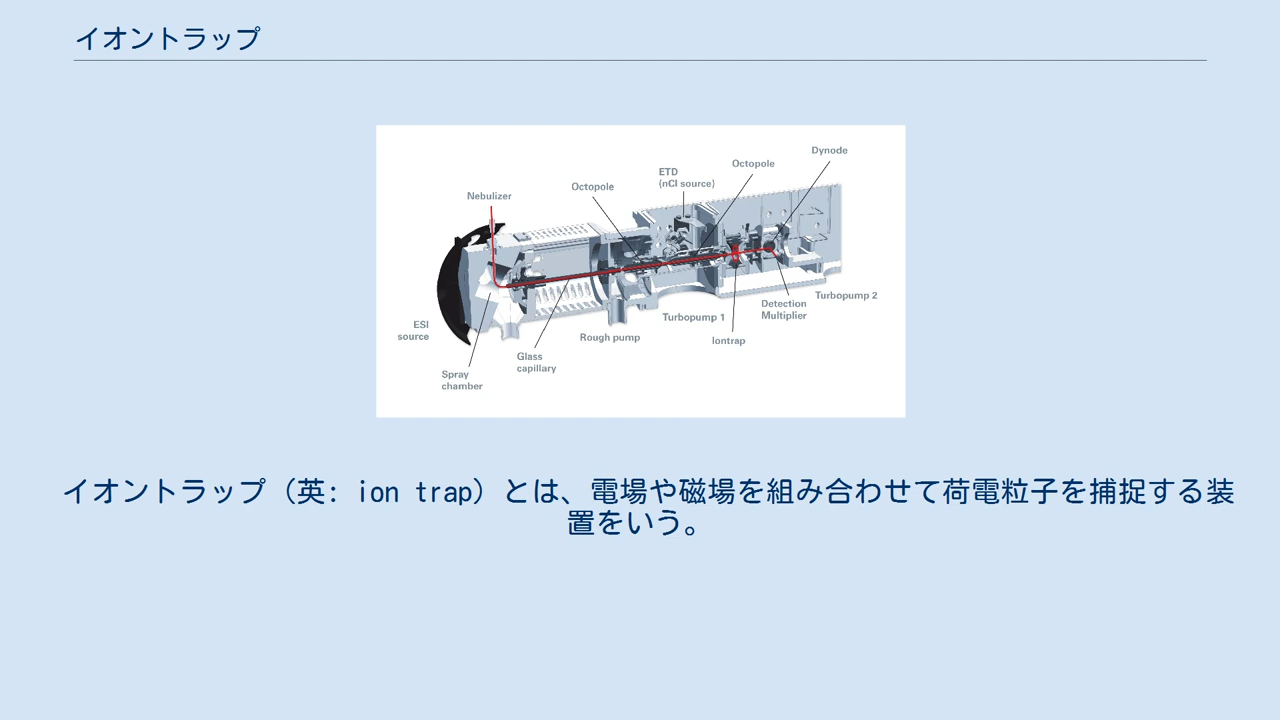 イオントラップ
Dynode
Octopole
ETD
(nCI source)
Octopole
Nebulizer
Turbopump 2
Detection
Multiplier
Turbopump 1
ESI
source
Rough pump
Iontrap
Glass
capillary
Spray
chamber
イオントラップ（英: ion trap）とは、電場や磁場を組み合わせて荷電粒子を捕捉する装
置をいう。